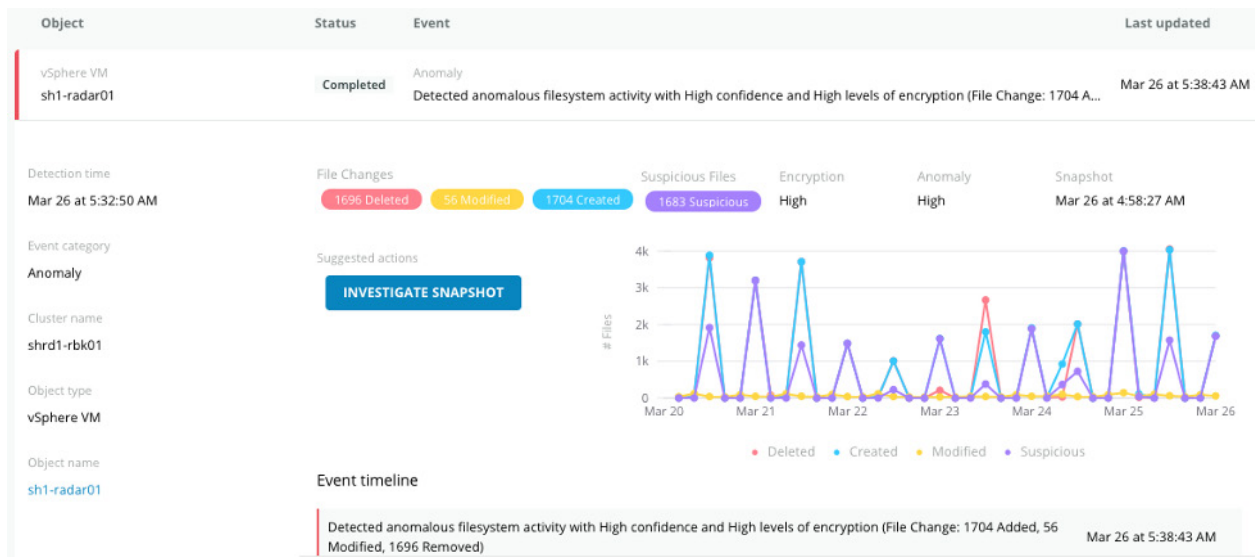 Object Status Event Last updated
vSphere VM Anomaly
sh1-radar01 Completed Detected anomalous filesystem activity with High confidence and High levels of encryption (File Change: 1704 A... Mar 26 at 5:38:43 AM
Detection time File Changes Suspicious Files Encryption Anomaly Snapshot
Mar 26 at 5:32:50 AM 1696 Deleted 56 Modified 1704 Created 1683 Suspicious High High Mar 26 at 4:58:27 AM
Event category
Anomaly
Suggested actions
INVESTIGATE SNAPSHOT
Cluster name
shrd1-rbk01
Object type
vSphere VM
Object name
sh1-radar01
# Files
4k
3k
2k
1k
0
Mar 20 Mar 21 Mar 22 Mar 23 Mar 24 Mar 25 Mar 26
Deleted Created Modified Suspicious
Event timeline
Detected anomalous filesystem activity with High confidence and High levels of encryption (File Change: 1704 Added, 56
Modified, 1696 Removed)
Mar 26 at 5:38:43 AM